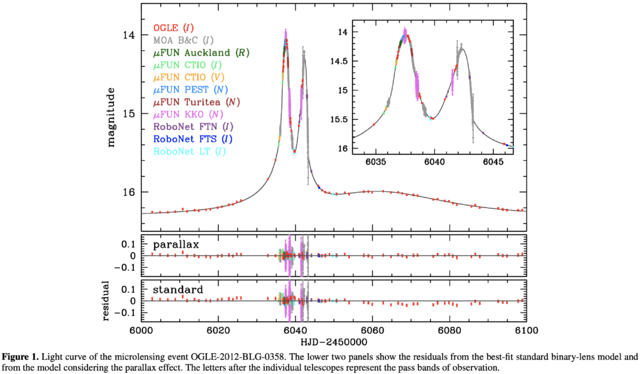 OGLE (I)
MOA B&C (I)
μFUN Auckland (R)
μFUN CTIO (I)
μFUN CTIO (V)
μFUN PEST (N)
μFUN Turitea (N)
μFUN KKO (N)
RoboNet FTN (I)
RoboNet FTS (I)
RoboNet LT (I)
magnitude
14
15
16
14
14.5
15
15.5
16
6035
6040
6045
parallax
0.1
0
-0.1
standard
0.1
0
-0.1
residual
6000
6020
6040
6060
6080
6100
HJD-2450000
Figure 1. Light curve of the microlensing event OGLE-2012-BLG-0358. The lower two panels show the residuals from the best-fit standard binary-lens model and
from the model considering the parallax effect. The letters after the individual telescopes represent the pass bands of observation.